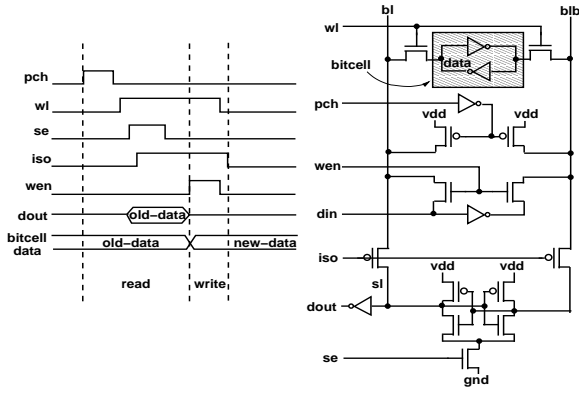 pch
wl
se
iso
wen
dout
old-data
bitcell
data
old-data
new-data
read
write
bl
blb
wl
data
bitcell
pch
vdd
vdd
wen
din
iso
sl
vdd
vdd
dout
se
gnd